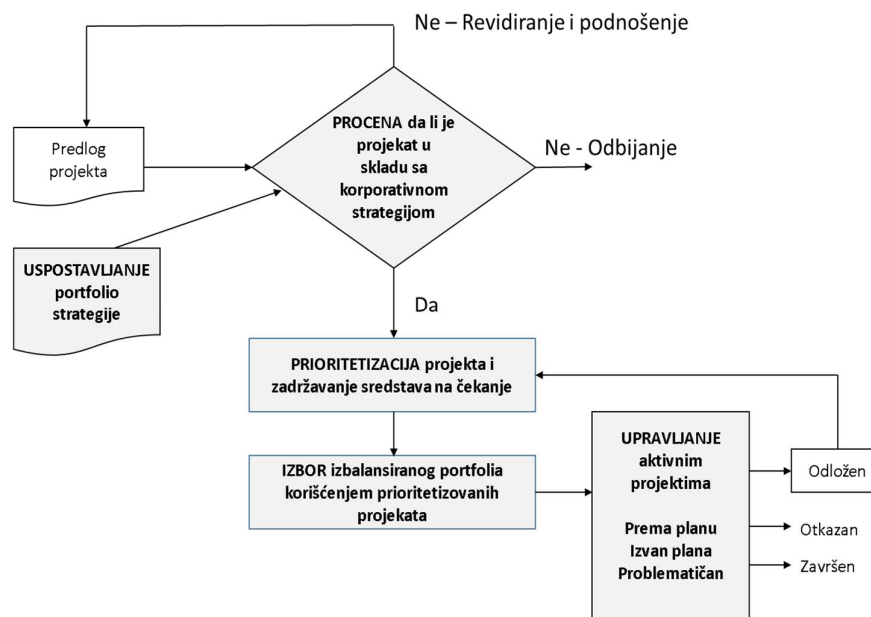 Ne – Revidiranje i podnošenje
PROCENA da li je
projekat u
skladu sa
korporativnom
strategijom
Ne - Odbijanje
Predlog
projekta
USPOSTAVLJANJE
portfolio
strategije
Da
PRIORITETIZACIJA projekta i
zadržavanje sredstava na čekanje
IZBOR izbalansiranog portfolia
korišćenjem prioritetizovanih
projekata
UPRAVLJANJE
aktivnim
projektima
Prema planu
Izvan plana
Problematičan
Odložen
Otkazan
Završen